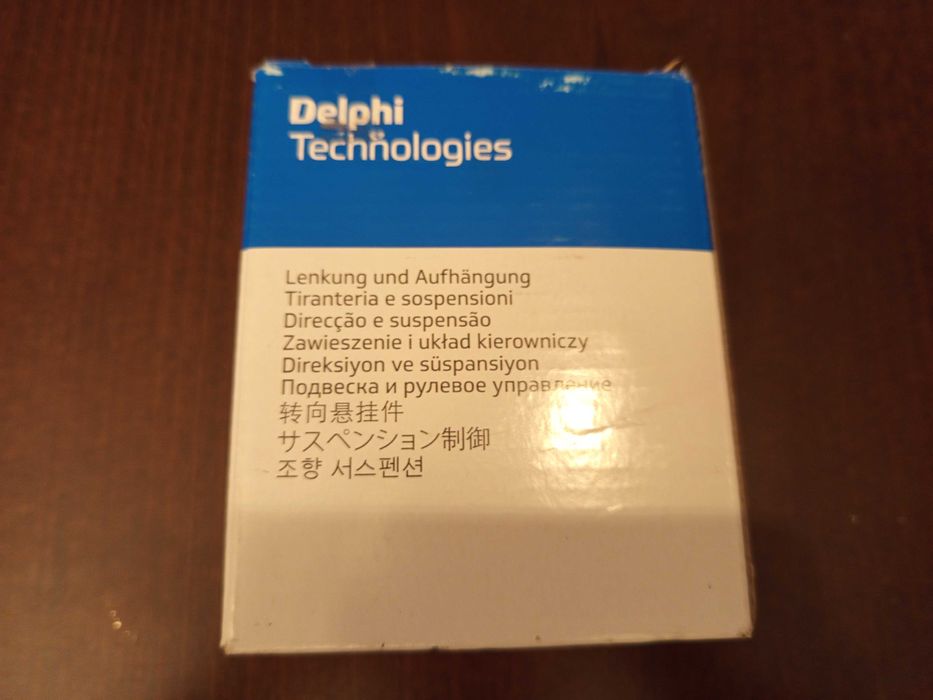 Delphi
Technologies
Lenkung und Aufhängung
Tiranteria e sospensioni
Direcção e suspensão
Zawieszenie i układ kierowniczy
Direksiyon ve süspansiyon
Подвеска и рулевое управление
转向悬挂件
サスペンション制御
조향 서스펜션